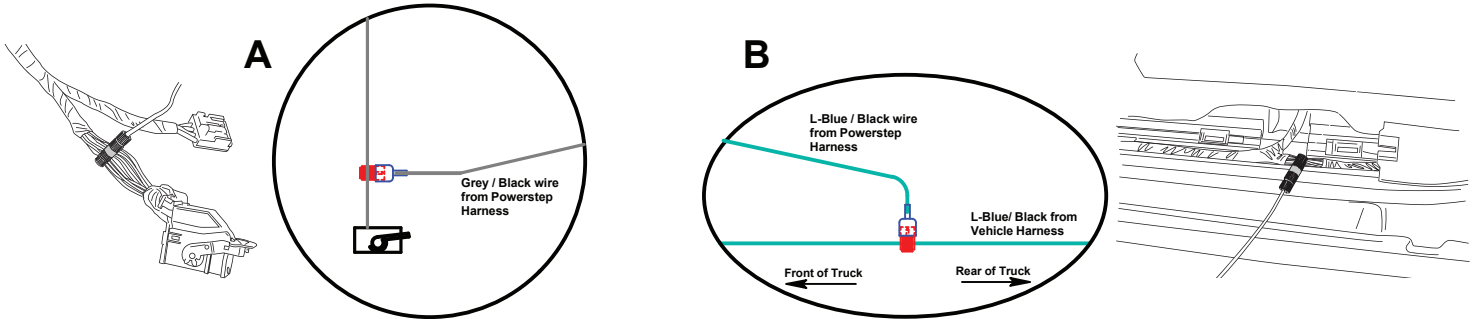 A
Grey / Black wire
from Powerstep
Harness
B
L-Blue / Black wire
from Powerstep
Harness
L-Blue/ Black from
Vehicle Harness
Front of Truck
Rear of Truck